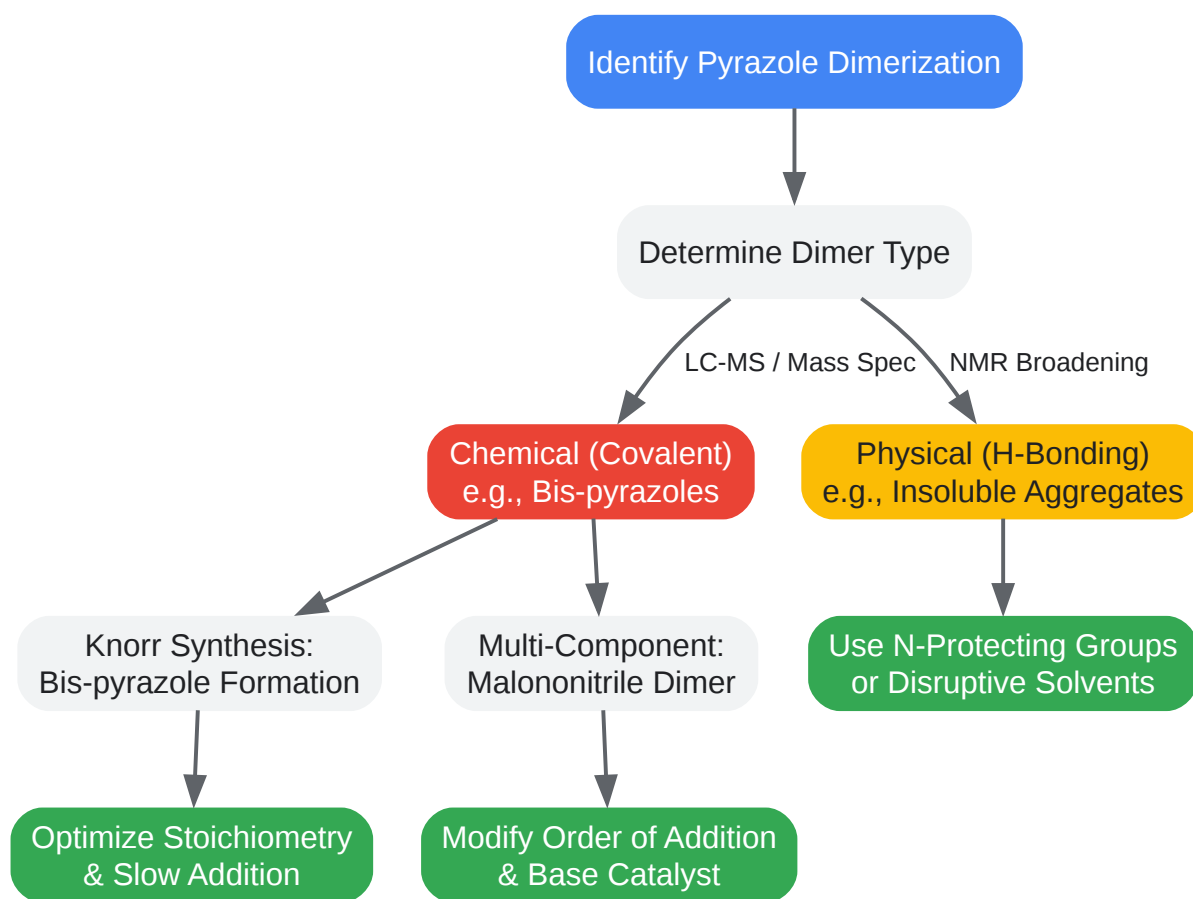 Identify Pyrazole Dimerization
Determine Dimer Type
LC-MS / Mass Spec
NMR Broadening
Chemical (Covalent)
e.g., Bis-pyrazoles
Physical (H-Bonding)
e.g., Insoluble Aggregates
Knorr Synthesis:
Bis-pyrazole Formation
Multi-Component:
Malononitrile Dimer
Use N-Protecting Groups
or Disruptive Solvents
Optimize Stoichiometry
& Slow Addition
Modify Order of Addition
& Base Catalyst